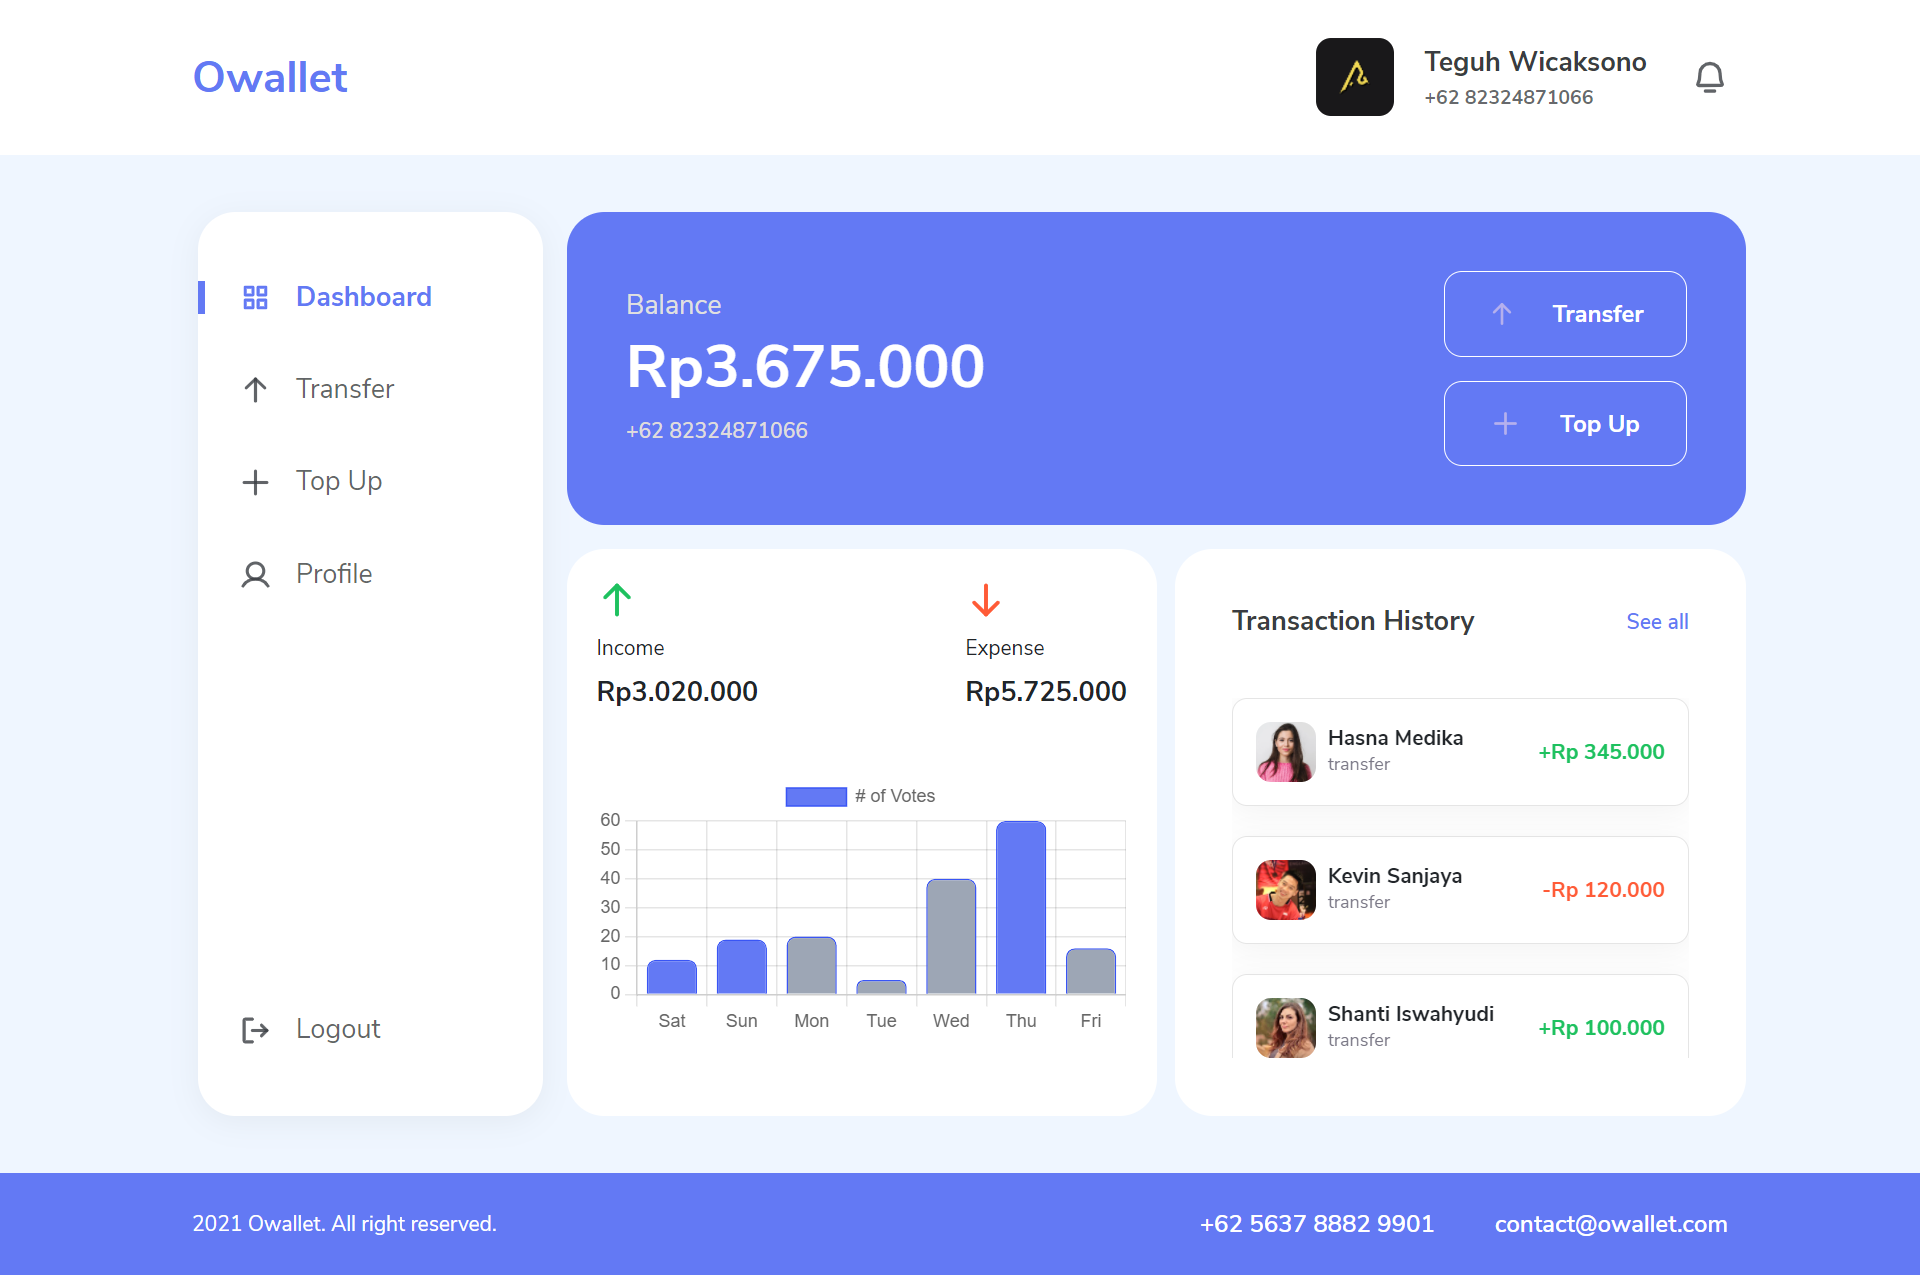 Owallet
Teguh Wicaksono
+62 82324871066
Dashboard
Transfer
Top Up
Profile
Logout
Balance
Rp3.675.000
+62 82324871066
Transfer
Top Up
Income
Rp3.020.000
Expense
Rp5.725.000
# of Votes
60
50
40
30
20
10
0
Sat Sun Mon Tue Wed Thu Fri
Transaction History
See all
Hasna Medika
transfer
+Rp 345.000
Kevin Sanjaya
transfer
-Rp 120.000
Shanti Iswahyudi
transfer
+Rp 100.000
2021 Owallet. All right reserved.
+62 5637 8882 9901
contact@owallet.com